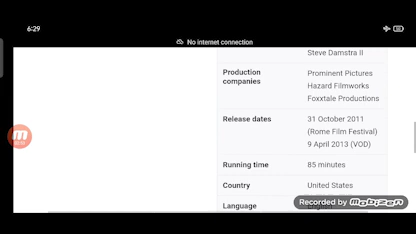 6:29
No internet connection
Steve Damstra II
Production companies
Prominent Pictures
Hazard Filmworks
Foxxtale Productions
Release dates
31 October 2011
(Rome Film Festival)
9 April 2013 (VOD)
Running time
85 minutes
Country
United States
Recorded by mobizen
Language